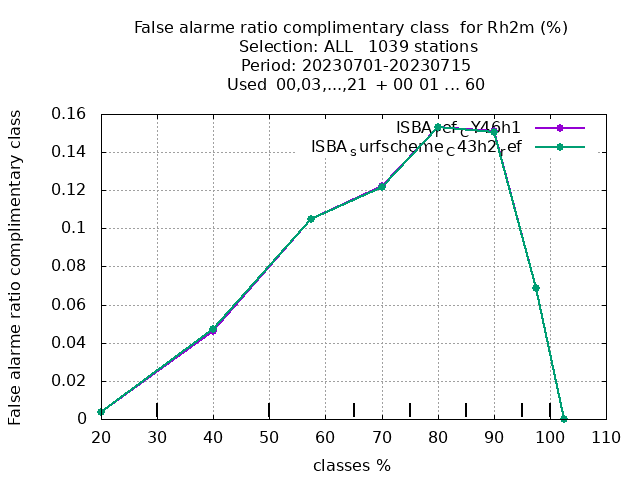 False alarme ratio complimentary class  for Rh2m (%)
Selection: ALL   1039 stations
Period: 20230701-20230715
Used  00,03,...,21  + 00 01 ... 60
False alarme ratio complimentary class
0.16
0.14
0.12
0.1
0.08
0.06
0.04
0.02
0
ISBA_ref_CY46h1
ISBA_surfscheme_C43h2_ref
20 30 40 50 60 70 80 90 100 110
classes %